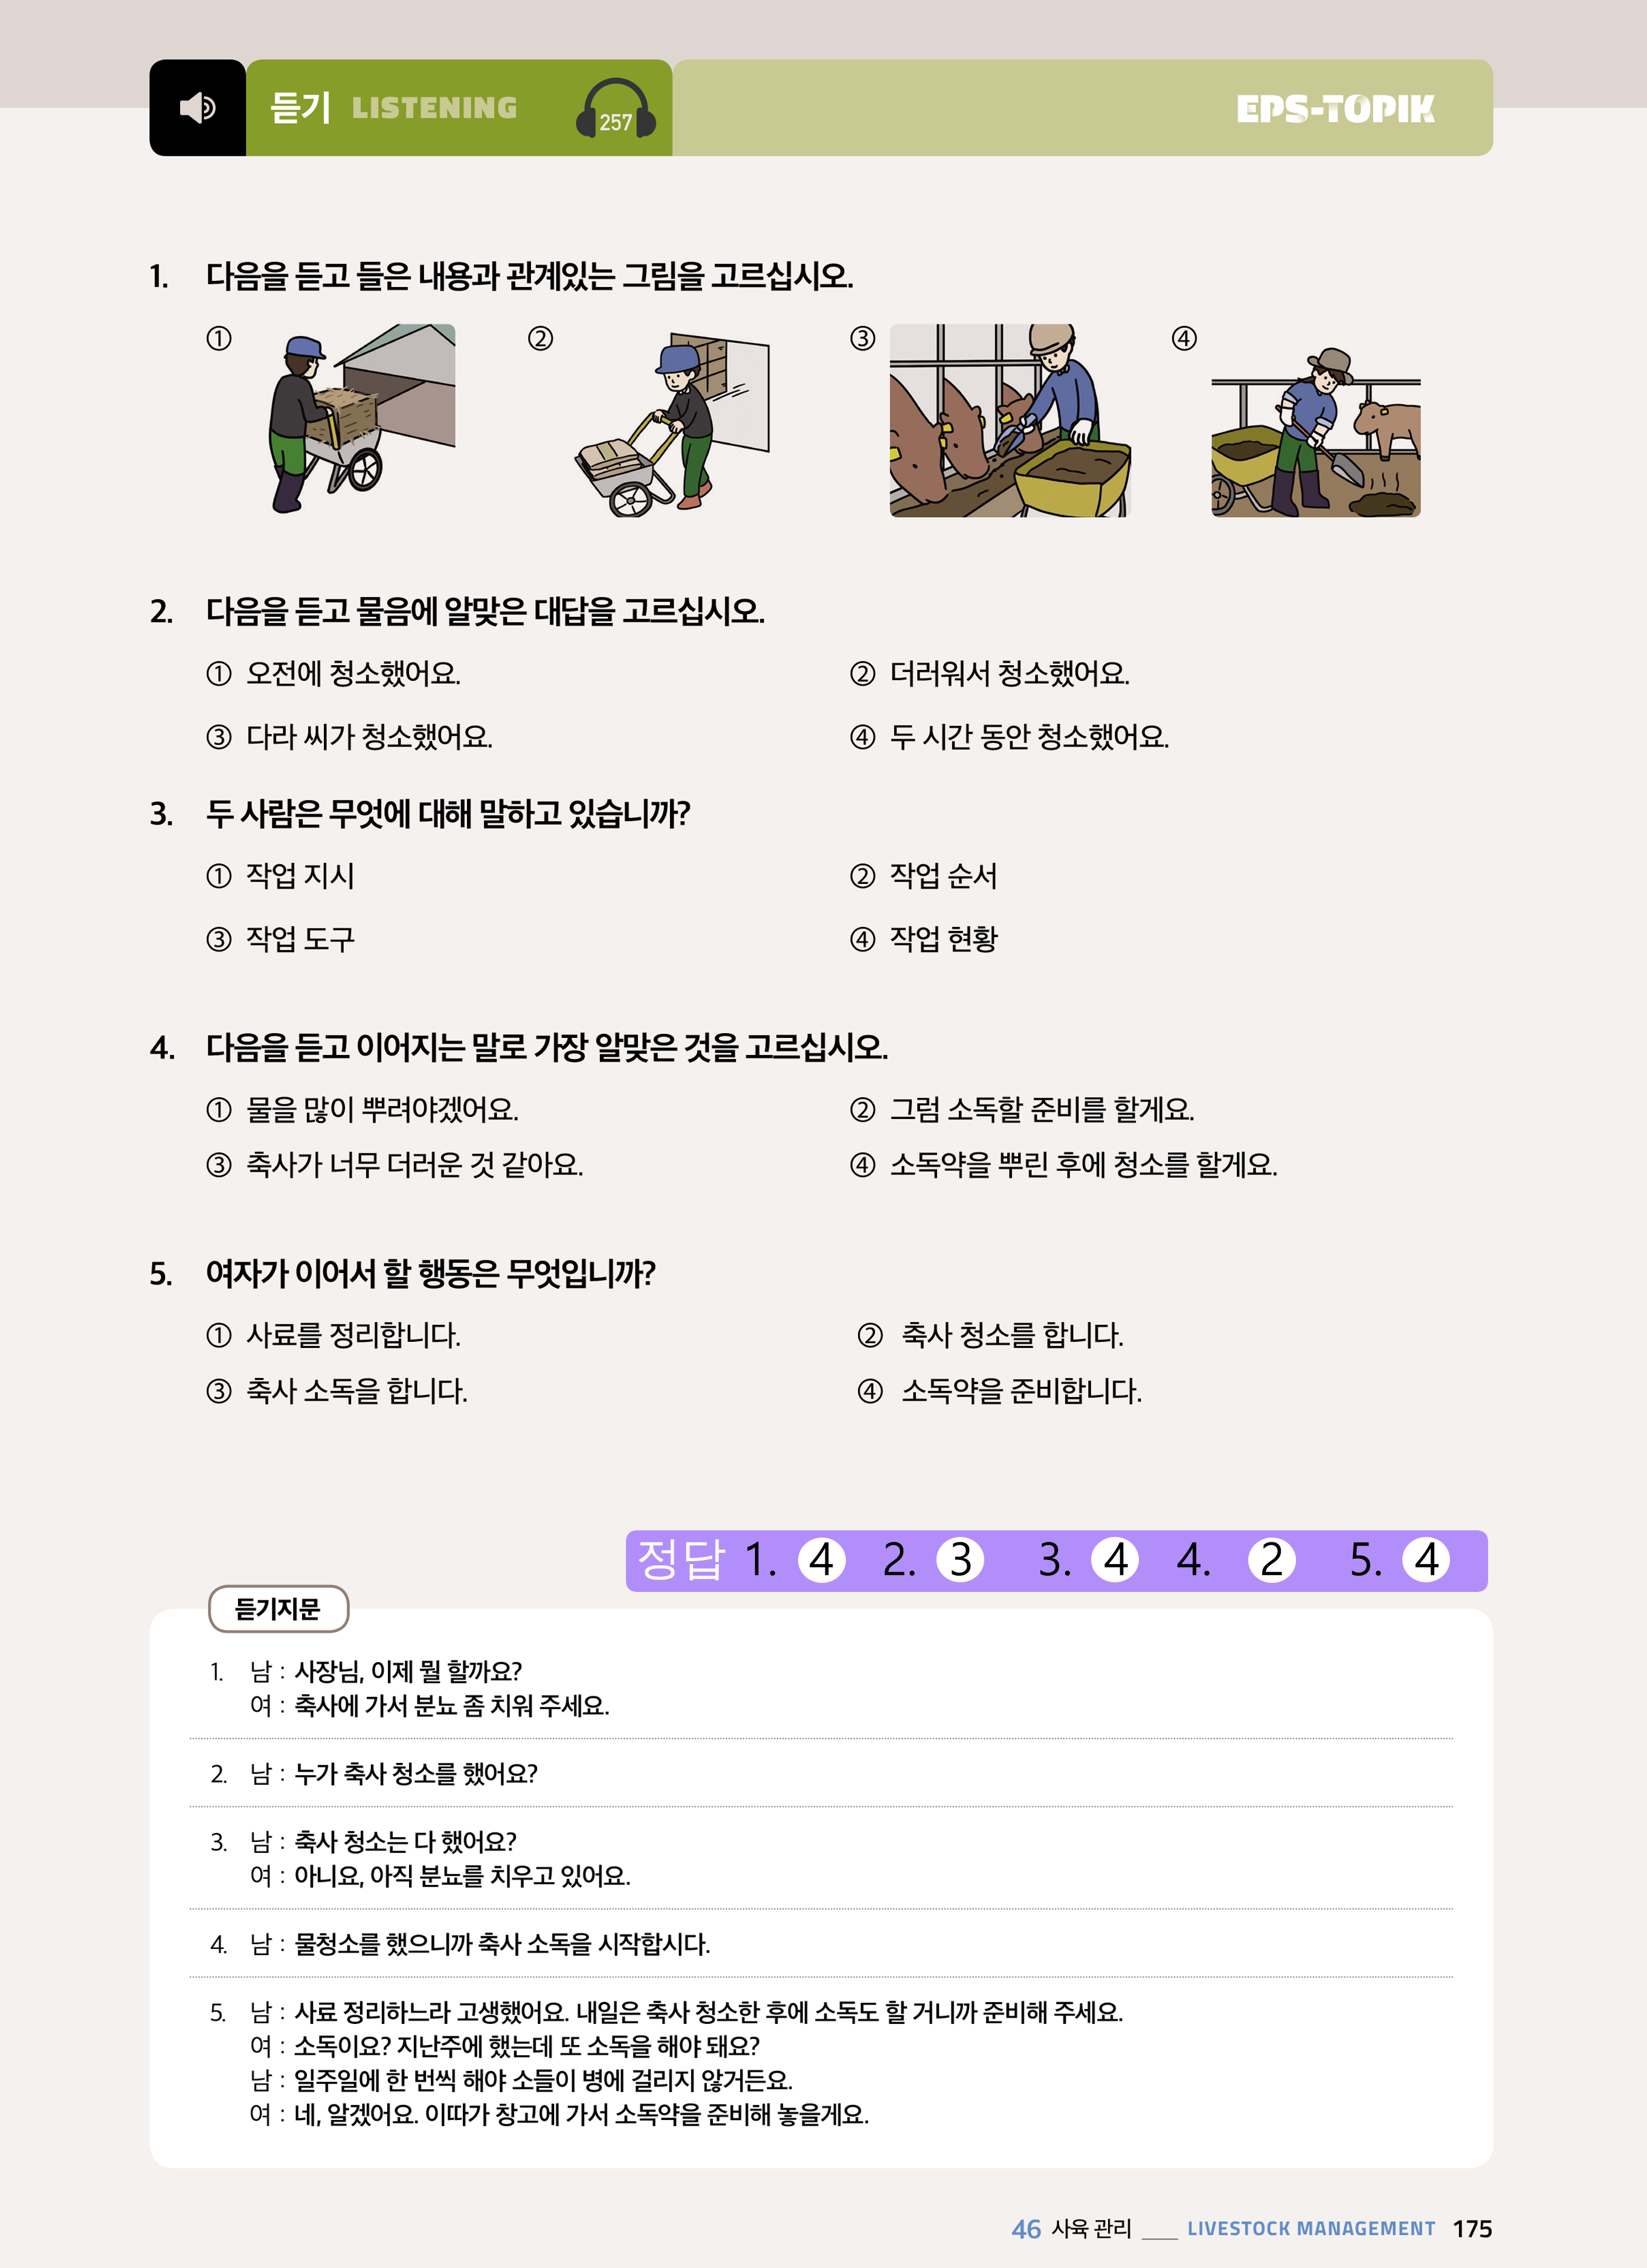 듣기 LISTENING 257 EPS-TOPIK
1. 다음을 듣고 들은 내용과 관계있는 그림을 고르십시오.
① ② ③ ④
2. 다음을 듣고 물음에 알맞은 대답을 고르십시오.
① 오전에 청소했어요. ② 더러워서 청소했어요.
③ 다라 씨가 청소했어요. ④ 두 시간 동안 청소했어요.
3. 두 사람은 무엇에 대해 말하고 있습니까?
① 작업 지시 ② 작업 순서
③ 작업 도구 ④ 작업 현황
4. 다음을 듣고 이어지는 말로 가장 알맞은 것을 고르십시오.
① 물을 많이 뿌려야겠어요. ② 그럼 소독할 준비를 할게요.
③ 축사가 너무 더러운 것 같아요. ④ 소독약을 뿌린 후에 청소를 할게요.
5. 여자가 이어서 할 행동은 무엇입니까?
① 사료를 정리합니다. ② 축사 청소를 합니다.
③ 축사 소독을 합니다. ④ 소독약을 준비합니다.
정답 1. 4 2. 3 3. 4 4. 2 5. 4
듣기지문
1. 남 : 사장님, 이제 뭘 할까요?
여 : 축사에 가서 분뇨 좀 치워 주세요.
2. 남 : 누가 축사 청소를 했어요?
3. 남 : 축사 청소는 다 했어요?
여 : 아니요, 아직 분뇨를 치우고 있어요.
4. 남 : 물청소를 했으니까 축사 소독을 시작합시다.
5. 남 : 사료 정리하느라 고생했어요. 내일은 축사 청소한 후에 소독도 할 거니까 준비해 주세요.
여 : 소독이요? 지난주에 했는데 또 소독을 해야 돼요?
남 : 일주일에 한 번씩 해야 소들이 병에 걸리지 않거든요.
여 : 네, 알겠어요. 이따가 창고에 가서 소독약을 준비해 놓을게요.
46 사육 관리 ___ LIVESTOCK MANAGEMENT 175